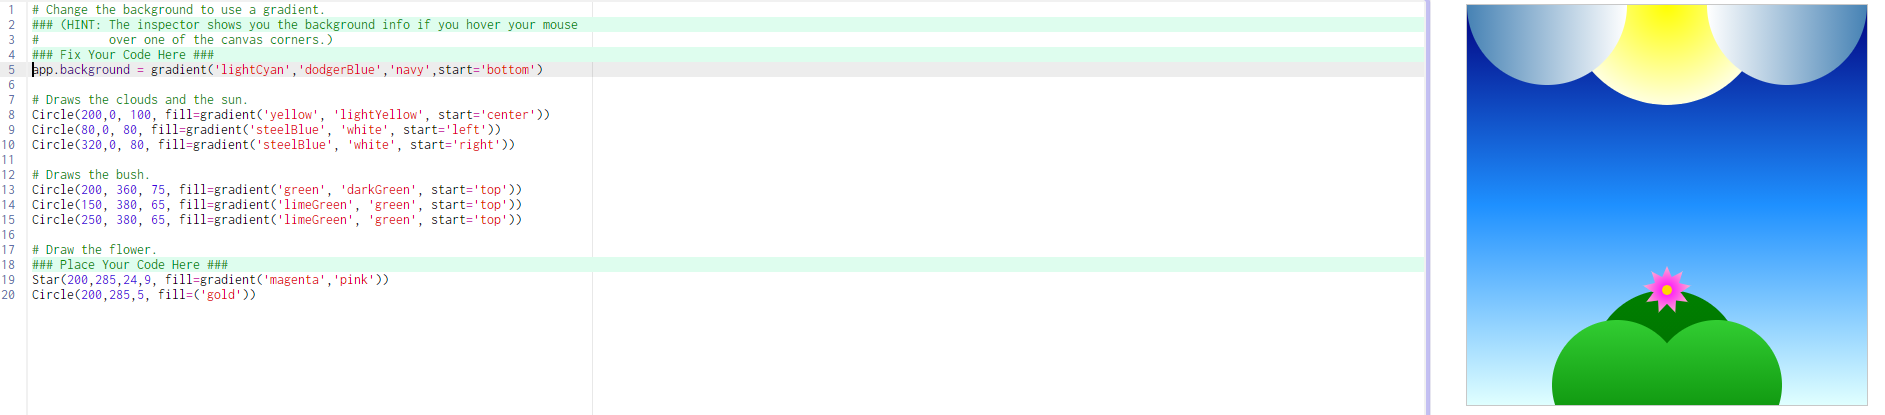 1 # Change the background to use a gradient.
2 ### (HINT: The inspector shows you the background info if you hover your mouse
3 #          over one of the canvas corners.)
4 ### Fix Your Code Here ###
5 app.background = gradient('lightCyan','dodgerBlue','navy',start='bottom')
6
7 # Draws the clouds and the sun.
8 Circle(200,0, 100, fill=gradient('yellow', 'lightYellow', start='center'))
9 Circle(80,0, 80, fill=gradient('steelBlue', 'white', start='left'))
10 Circle(320,0, 80, fill=gradient('steelBlue', 'white', start='right'))
11
12 # Draws the bush.
13 Circle(200, 360, 75, fill=gradient('green', 'darkGreen', start='top'))
14 Circle(150, 380, 65, fill=gradient('limeGreen', 'green', start='top'))
15 Circle(250, 380, 65, fill=gradient('limeGreen', 'green', start='top'))
16
17 # Draw the flower.
18 ### Place Your Code Here ###
19 Star(200,285,24,9, fill=gradient('magenta','pink'))
20 Circle(200,285,5, fill=('gold'))